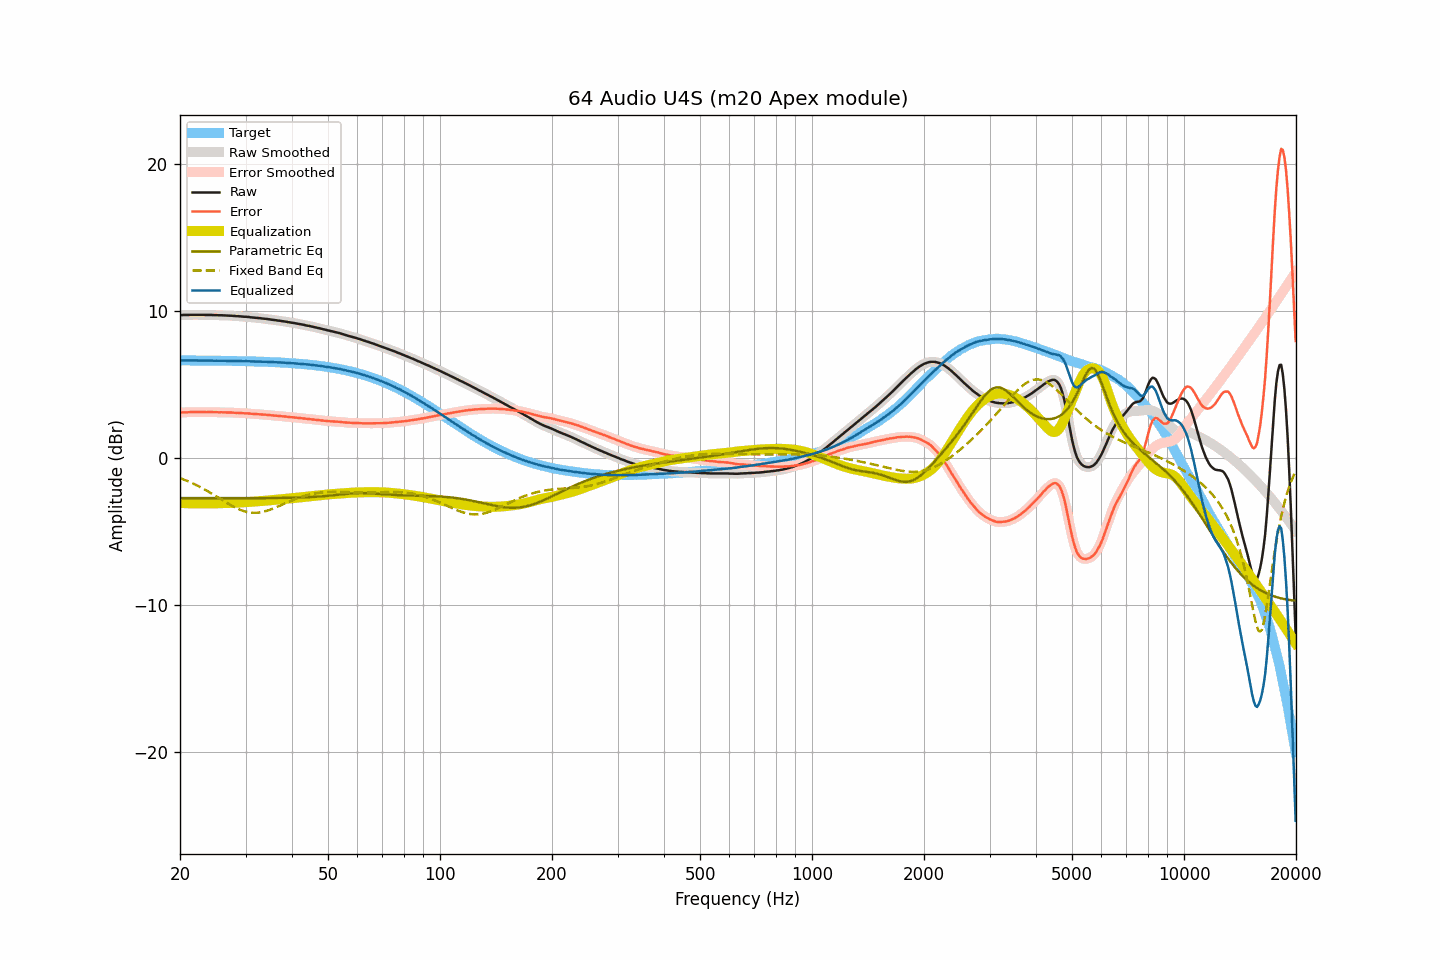 64 Audio U4S (m20 Apex module)
Target
Raw Smoothed
Error Smoothed
Raw
Error
Equalization
Parametric Eq
Fixed Band Eq
Equalized
20
10
0
−10
−20
Amplitude (dBr)
20 50 100 200 500 1000 2000 5000 10000 20000
Frequency (Hz)